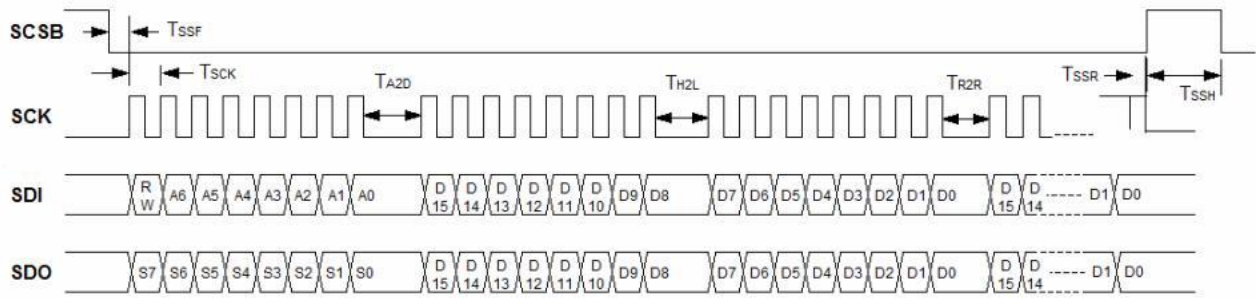 SCSB TSSF TSSR TSSH
TSCK TA2D TH2L TR2R
SCK
SDI R W A6 A5 A4 A3 A2 A1 A0 D 15 D 14 D 13 D 12 D 11 D 10 D9 D8 D7 D6 D5 D4 D3 D2 D1 D0 D 15 D 14 D1 D0
SDO S7 S6 S5 S4 S3 S2 S1 S0 D 15 D 14 D 13 D 12 D 11 D 10 D9 D8 D7 D6 D5 D4 D3 D2 D1 D0 D 15 D 14 D1 D0